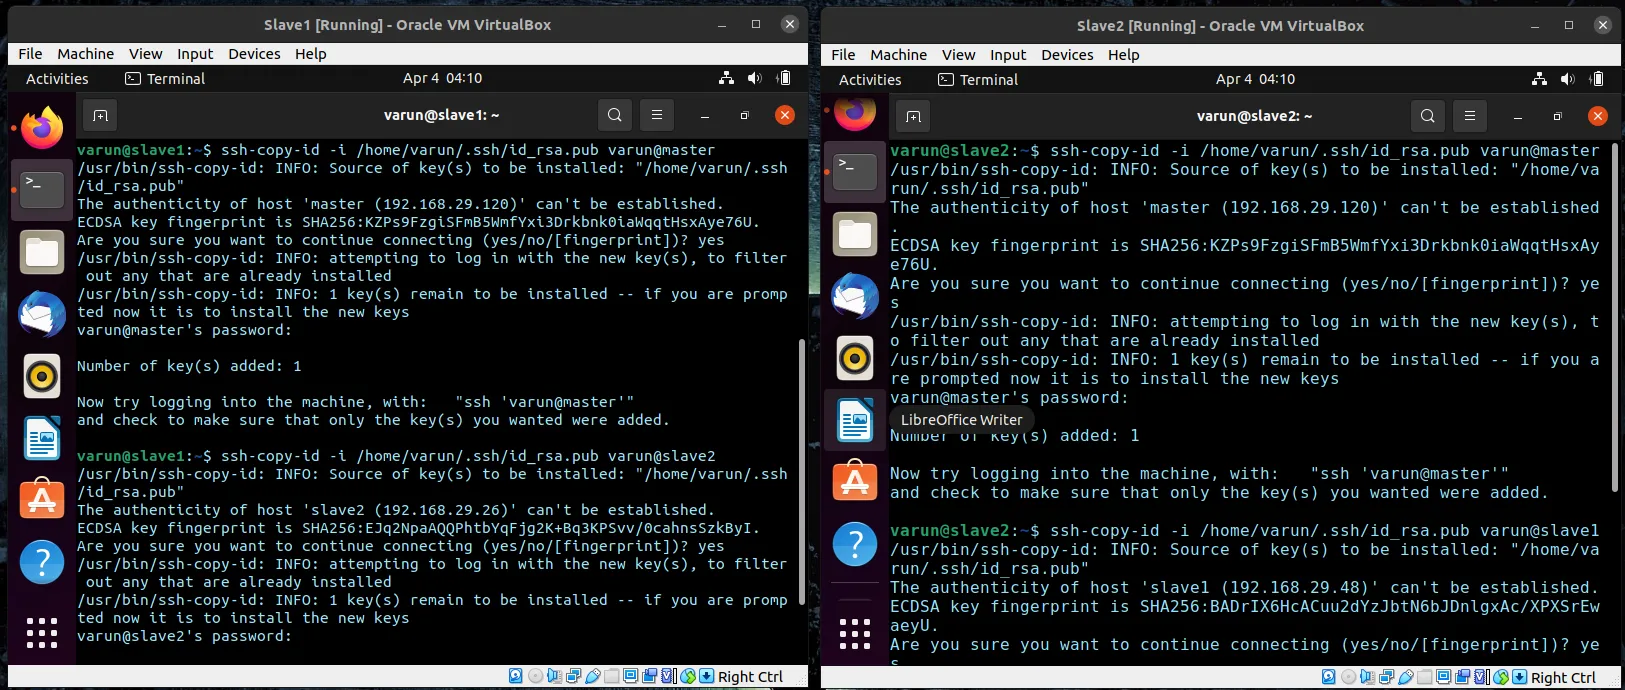 Slave1 [Running] - Oracle VM VirtualBox
File Machine View Input Devices Help
Activities Terminal Apr 4 04:10
varun@slave1: ~
varun@slave1:~$ ssh-copy-id -i /home/varun/.ssh/id_rsa.pub varun@master
/usr/bin/ssh-copy-id: INFO: Source of key(s) to be installed: "/home/varun/.ssh
/id_rsa.pub"
The authenticity of host 'master (192.168.29.120)' can't be established.
ECDSA key fingerprint is SHA256:KZPs9FzgiSFmB5WmfYxi3Drkbnk0iaWqqtHsxAye76U.
Are you sure you want to continue connecting (yes/no/[fingerprint])? yes
/usr/bin/ssh-copy-id: INFO: attempting to log in with the new key(s), to filter
 out any that are already installed
/usr/bin/ssh-copy-id: INFO: 1 key(s) remain to be installed -- if you are promp
ted now it is to install the new keys
varun@master's password:
Number of key(s) added: 1
Now try logging into the machine, with:   "ssh 'varun@master'"
and check to make sure that only the key(s) you wanted were added.
varun@slave1:~$ ssh-copy-id -i /home/varun/.ssh/id_rsa.pub varun@slave2
/usr/bin/ssh-copy-id: INFO: Source of key(s) to be installed: "/home/varun/.ssh
/id_rsa.pub"
The authenticity of host 'slave2 (192.168.29.26)' can't be established.
ECDSA key fingerprint is SHA256:EJq2NpaAQQPhtbYqFjg2K+Bq3KPSvv/0cahnsSzkByI.
Are you sure you want to continue connecting (yes/no/[fingerprint])? yes
/usr/bin/ssh-copy-id: INFO: attempting to log in with the new key(s), to filter
 out any that are already installed
/usr/bin/ssh-copy-id: INFO: 1 key(s) remain to be installed -- if you are promp
ted now it is to install the new keys
varun@slave2's password:
Right Ctrl
Slave2 [Running] - Oracle VM VirtualBox
File Machine View Input Devices Help
Activities Terminal Apr 4 04:10
varun@slave2: ~
varun@slave2:~$ ssh-copy-id -i /home/varun/.ssh/id_rsa.pub varun@master
/usr/bin/ssh-copy-id: INFO: Source of key(s) to be installed: "/home/va
run/.ssh/id_rsa.pub"
The authenticity of host 'master (192.168.29.120)' can't be established
.
ECDSA key fingerprint is SHA256:KZPs9FzgiSFmB5WmfYxi3Drkbnk0iaWqqtHsxAy
e76U.
Are you sure you want to continue connecting (yes/no/[fingerprint])? ye
s
/usr/bin/ssh-copy-id: INFO: attempting to log in with the new key(s), t
o filter out any that are already installed
/usr/bin/ssh-copy-id: INFO: 1 key(s) remain to be installed -- if you a
re prompted now it is to install the new keys
varun@master's password:
LibreOffice Writer
Number of key(s) added: 1
Now try logging into the machine, with:   "ssh 'varun@master'"
and check to make sure that only the key(s) you wanted were added.
varun@slave2:~$ ssh-copy-id -i /home/varun/.ssh/id_rsa.pub varun@slave1
/usr/bin/ssh-copy-id: INFO: Source of key(s) to be installed: "/home/va
run/.ssh/id_rsa.pub"
The authenticity of host 'slave1 (192.168.29.48)' can't be established.
ECDSA key fingerprint is SHA256:BADrIX6HcACuu2dYzJbtN6bJDnlgxAc/XPXSrEw
aeyU.
Are you sure you want to continue connecting (yes/no/[fingerprint])? ye
s
Right Ctrl